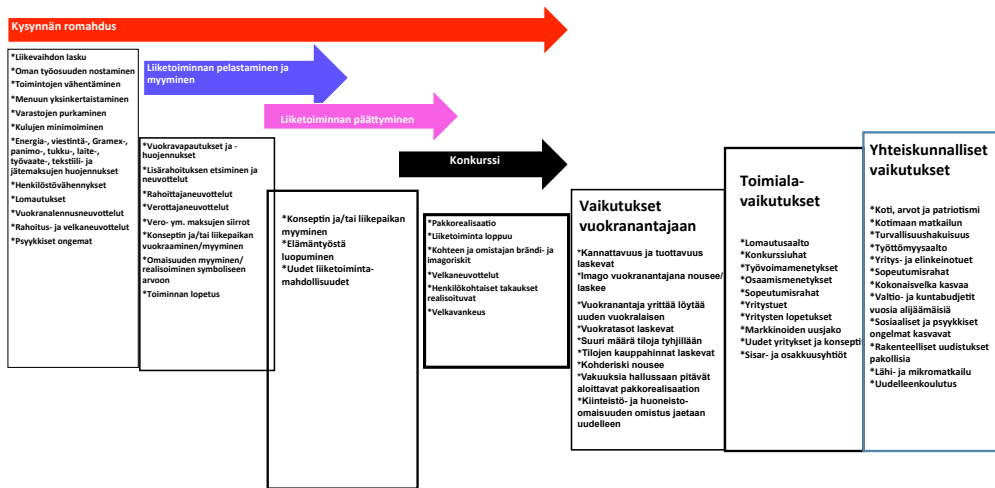 Kysynnän romahdus
*Liikevaihdon lasku
*Oman työosuuden nostaminen
*Toimintojen vähentäminen
*Menuun yksinkertaistaminen
*Varastojen purkaminen
*Kulujen minimoiminen
*Energia-, viestintä-, Gramex-,
panimo-, tukku-, laite-,
työvaate-, tekstiili- ja
jätemaksujen huojennukset
*Henkilöstövähennykset
*Lomautukset
*Vuokranalennusneuvottelut
*Rahoitus- ja velkaneuvottelut
*Psyykkiset ongemat
Liiketoiminnan pelastaminen ja
myyminen
*Vuokravapautukset ja -
huojennukset
*Lisärahoituksen etsiminen ja
neuvottelut
*Rahoittajaneuvottelut
*Verottajaneuvottelut
*Vero- ym. maksujen siirrot
*Konseptin ja/tai liikepaikan
vuokraaminen/myyminen
*Omaisuuden myyminen/
realisoiminen symboliseen
arvoon
*Toiminnan lopetus
Liiketoiminnan päättyminen
*Konseptin ja/tai liikepaikan
myyminen
*Elämäntyöstä
luopuminen
*Uudet liiketoiminta-
mahdollisuudet
Konkurssi
*Pakkorealisaatio
*Liiketoiminta loppuu
*Kohteen ja omistajan brändi- ja
imagoriskit
*Velkaneuvottelut
*Henkilökohtaiset takaukset
realisoituvat
*Velkavankeus
Vaikutukset
vuokranantajaan
*Kannattavuus ja tuottavuus
laskevat
*Imago vuokranantajana nousee/
laskee
*Vuokranantaja yrittää löytää
uuden vuokralaisen
*Vuokratasot laskevat
*Suuri määrä tiloja tyhjillään
*Tilojen kauppahinnat laskevat
*Kohderiski nousee
*Vakuuksia hallussaan pitävät
aloittavat pakkorealisaation
*Kiinteistö- ja huoneisto-
omaisuuden omistus jaetaan
uudelleen
Toimiala-
vaikutukset
*Lomautusaalto
*Konkurssiuhat
*Työvoimamenetykset
*Osaamismenetykset
*Sopeutumisrahat
*Yritystuet
*Yritysten lopetukset
*Markkinoiden uusjako
*Uudet yritykset ja konseptit
*Sisar- ja osakkuusyhtiöt
Yhteiskunnalliset
vaikutukset
*Koti, arvot ja patriotismi
*Kotimaan matkailun
*Turvallisuushakuisuus
*Työttömyysaalto
*Yritys- ja elinkeinotuet
*Sopeutumisrahat
*Kokonaisvelka kasvaa
*Valtio- ja kuntabudjetit
vuosia alijäämäisiä
*Sosiaaliset ja psyykkiset
ongelmat kasvavat
*Rakenteelliset uudistukset
pakollisia
*Lähi- ja mikromatkailu
*Uudelleenkoulutus